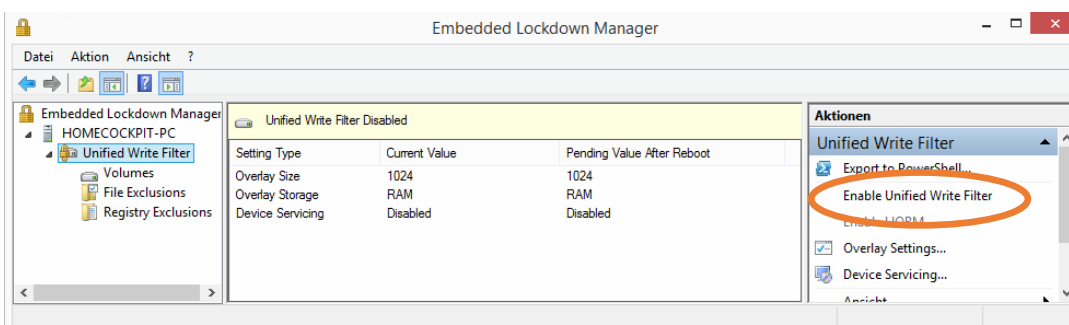 Embedded Lockdown Manager
Datei Aktion Ansicht ?
Embedded Lockdown Manager
HOMECOCKPIT-PC
Unified Write Filter
Volumes
File Exclusions
Registry Exclusions
Unified Write Filter Disabled
Setting Type Current Value Pending Value After Reboot
Overlay Size 1024 1024
Overlay Storage RAM RAM
Device Servicing Disabled Disabled
Aktionen
Unified Write Filter
Export to PowerShell...
Enable Unified Write Filter
Enable HORM
Overlay Settings...
Device Servicing...
Ansicht